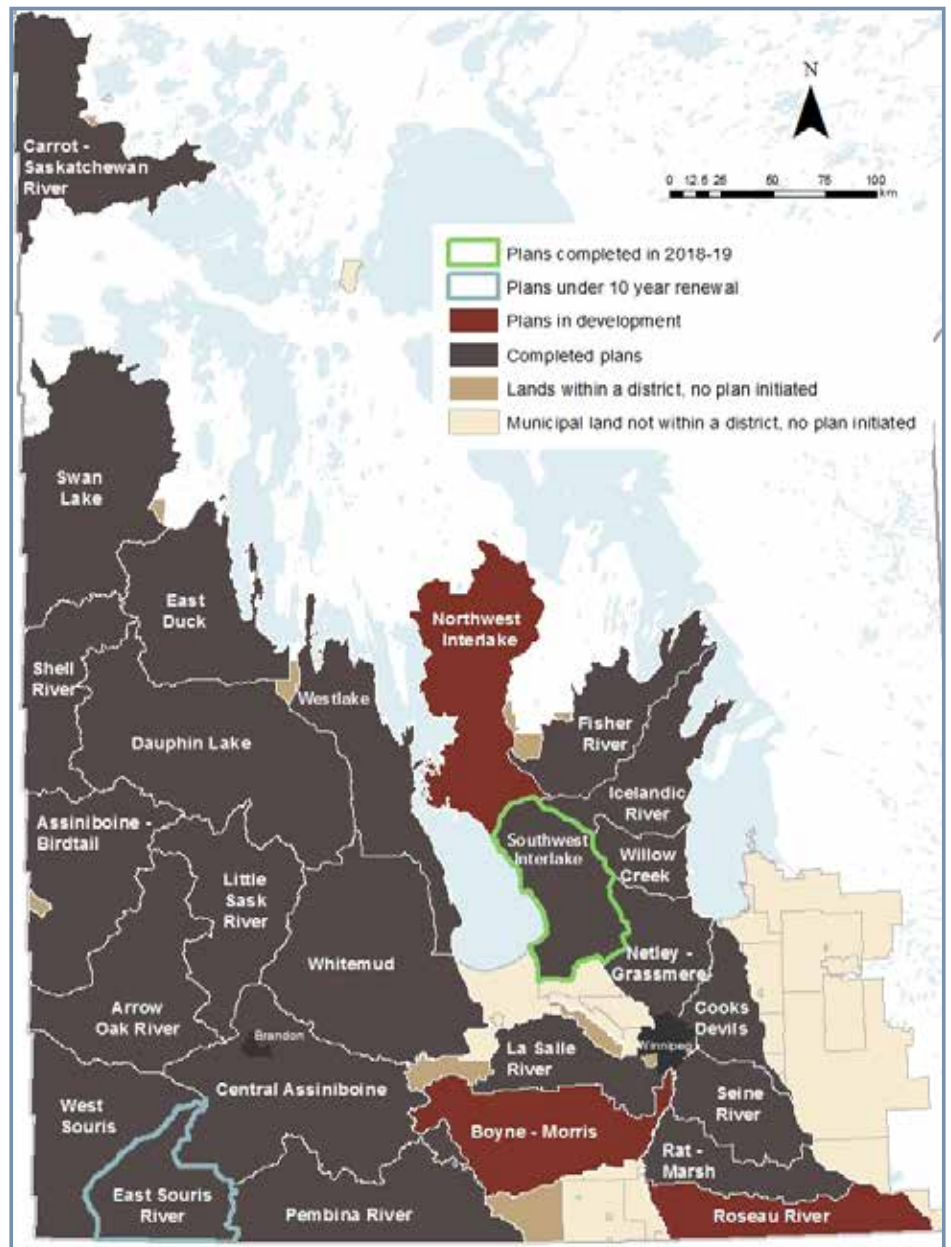 N
0 12.5 25 50 75 100
km
Carrot -
Saskatchewan
River
Plans completed in 2018-19
Plans under 10 year renewal
Plans in development
Completed plans
Lands within a district, no plan initiated
Municipal land not within a district, no plan initiated
Swan
Lake
East
Duck
Northwest
Interlake
Shell
River
Westlake
Dauphin Lake
Fisher
River
Icelandic
River
Assiniboine -
Birdtail
Southwest
Interlake
Willow
Creek
Little
Sask
River
Whitemud
Netley -
Grassmere
Arrow
Oak River
Brandon
Cooks
Devils
Winnipeg
La Salle
River
Central Assiniboine
West
Souris
Seine
River
Boyne - Morris
Rat -
Marsh
East Souris
River
Pembina River
Roseau River